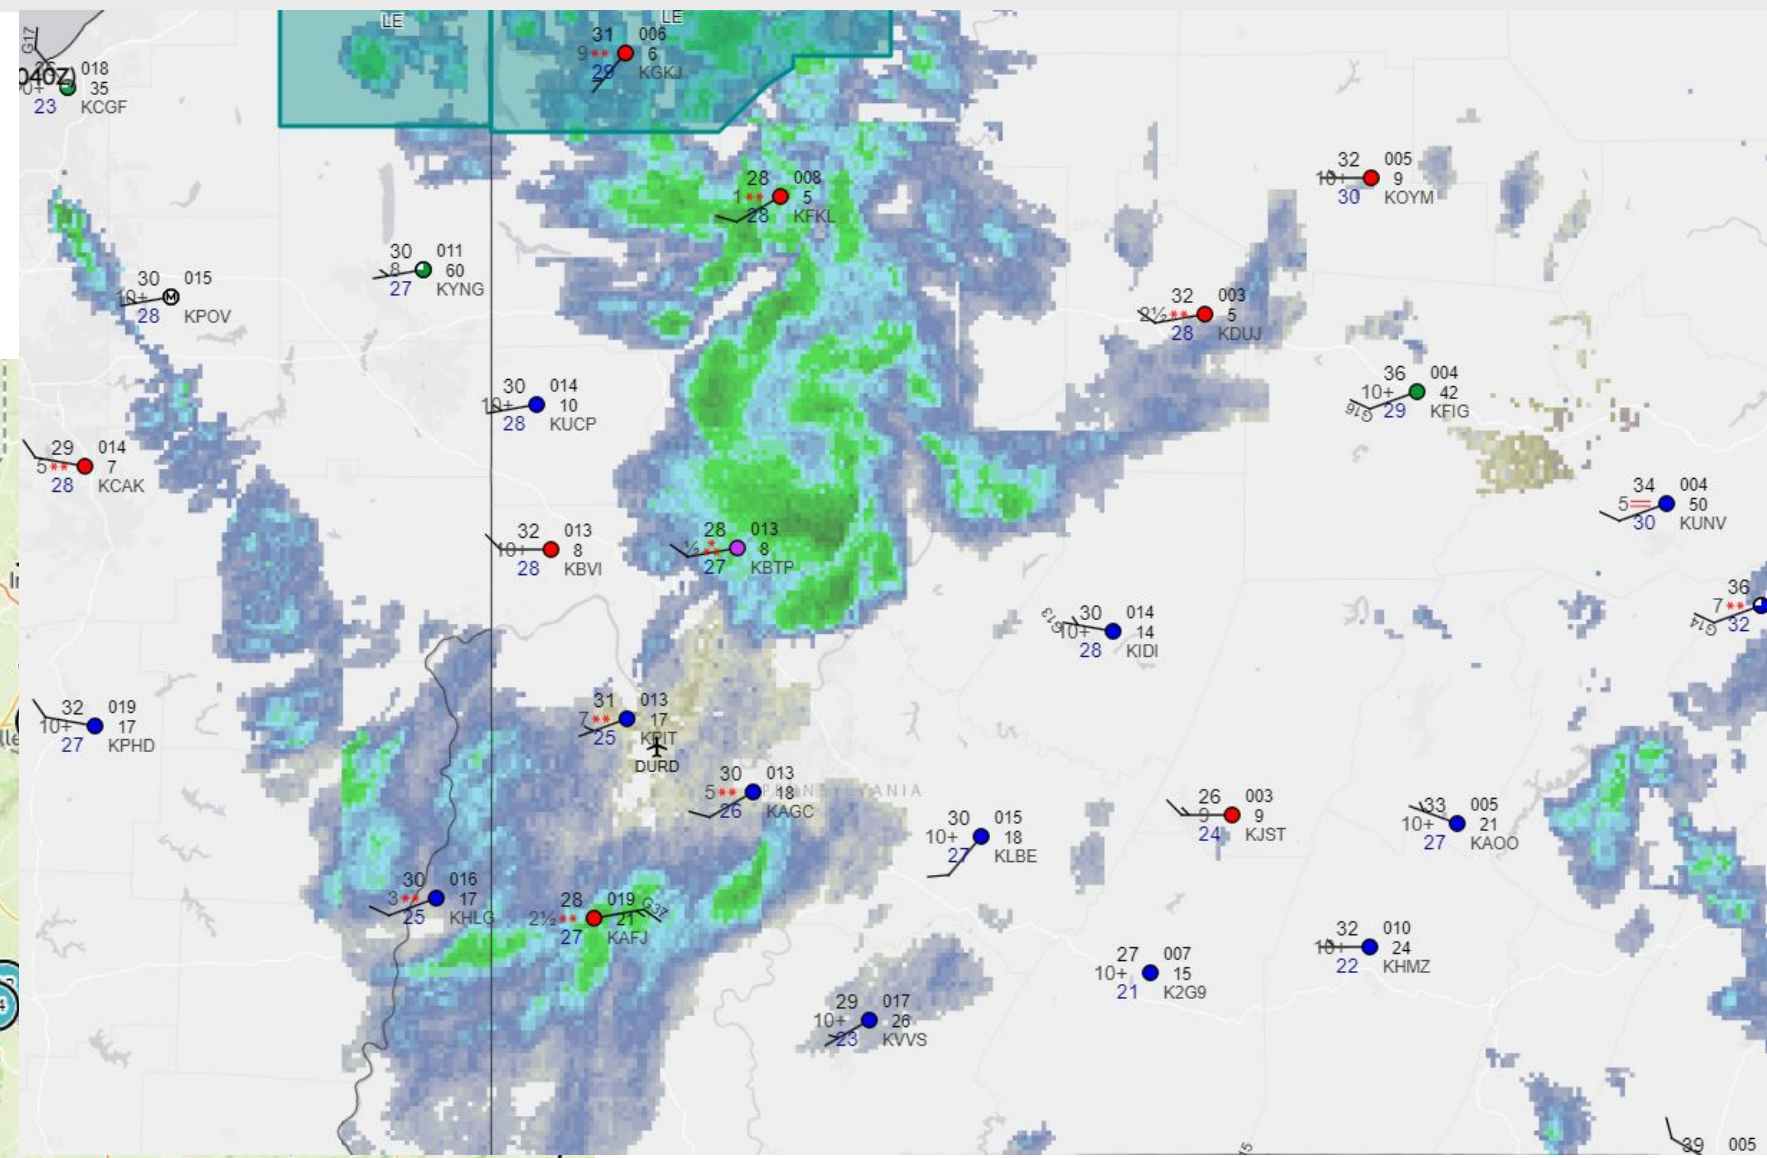 LE
LE
G17
31 006
9 ** 6
29 KGKJ
040Z)
018
0+ 35
23 KCGF
28 008
1 ** 5
28 KFKL
32 005
10+ 9
30 KOYM
30 011
8 60
27 KYNG
30 015
10+ M
28 KPOV
32 003
2½ ** 5
28 KDUJ
36 004
10+ 42
G16 29 KFIG
30 014
10+ 10
28 KUCP
29 014
5 ** 7
28 KCAK
34 004
5 50
30 KUNV
32 013
10+ 8
28 KBVI
28 013
½ 8
27 KBTP
36
7 **
G14 32
G13 30 014
10+ 14
28 KIDI
32 019
10+ 17
27 KPHD
31 013
7 ** 17
25 KPIT
DURD
30 013
5 ** 18
26 KAGC
VANIA
30 015
10+ 18
27 KLBE
26 003
9 9
24 KJST
33 005
10+ 21
27 KAOO
30 016
3 ** 17
25 KHLG
28 019 G37
2½ ** 21
27 KAFJ
32 010
10+ 24
22 KHMZ
27 007
10+ 15
21 K2G9
29 017
10+ 26
23 KVVS
39 005
15